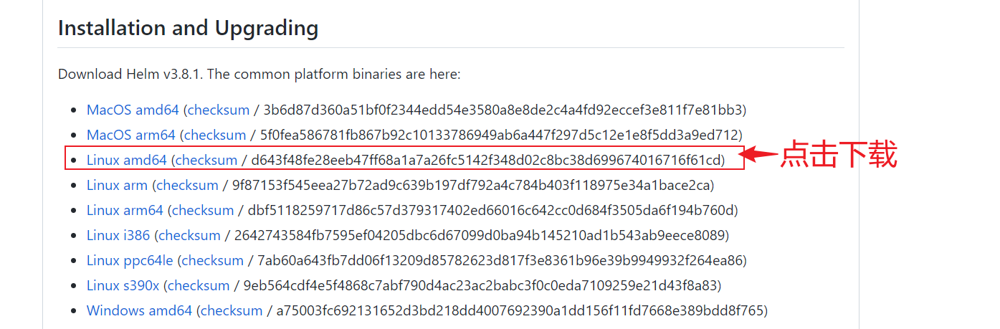 Installation and Upgrading
Download Helm v3.8.1. The common platform binaries are here:
MacOS amd64 (checksum / 3b6d87d360a51bf0f2344edd54e3580a8e8de2c4a4fd92eccef3e811f7e81bb3)
MacOS arm64 (checksum / 5f0fea586781fb867b92c10133786949ab6a447f297d5c12e1e8f5dd3a9ed712)
Linux amd64 (checksum / d643f48fe28eeb47ff68a1a7a26fc5142f348d02c8bc38d699674016716f61cd)
点击下载
Linux arm (checksum / 9f87153f545eea27b72ad9c639b197df792a4c784b403f118975e34a1bace2ca)
Linux arm64 (checksum / dbf5118259717d86c57d379317402ed66016c642cc0d684f3505da6f194b760d)
Linux i386 (checksum / 2642743584fb7595ef04205dbc6d67099d0ba94b145210ad1b543ab9eece8089)
Linux ppc64le (checksum / 7ab60a643fb7dd06f13209d85782623d817f3e8361b96e39b9949932f264ea86)
Linux s390x (checksum / 9eb564cdf4e5f4868c7abf790d4ac23ac2babc3f0c0eda7109259e21d43f8a83)
Windows amd64 (checksum / a75003fc692131652d3bd218dd4007692390a1dd156f11fd7668e389bdd8f765)